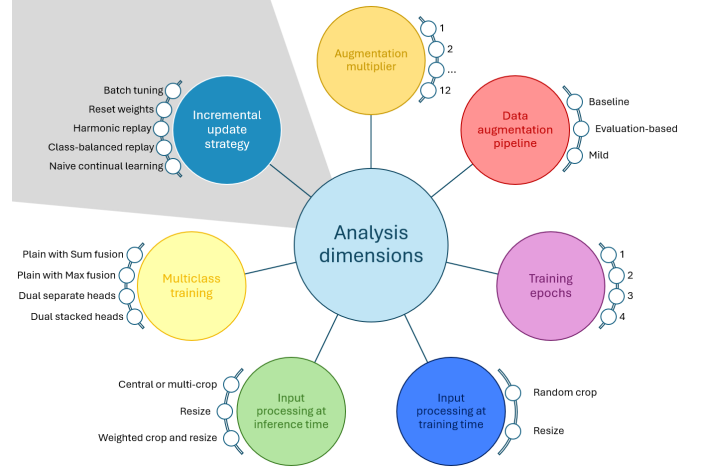 Analysis
dimensions
Augmentation
multiplier
1
2
...
12
Data
augmentation
pipeline
Baseline
Evaluation-based
Mild
Training
epochs
1
2
3
4
Input
processing at
training time
Random crop
Resize
Input
processing at
inference time
Central or multi-crop
Resize
Weighted crop and resize
Multiclass
training
Plain with Sum fusion
Plain with Max fusion
Dual separate heads
Dual stacked heads
Incremental
update
strategy
Batch tuning
Reset weights
Harmonic replay
Class-balanced replay
Naive continual learning